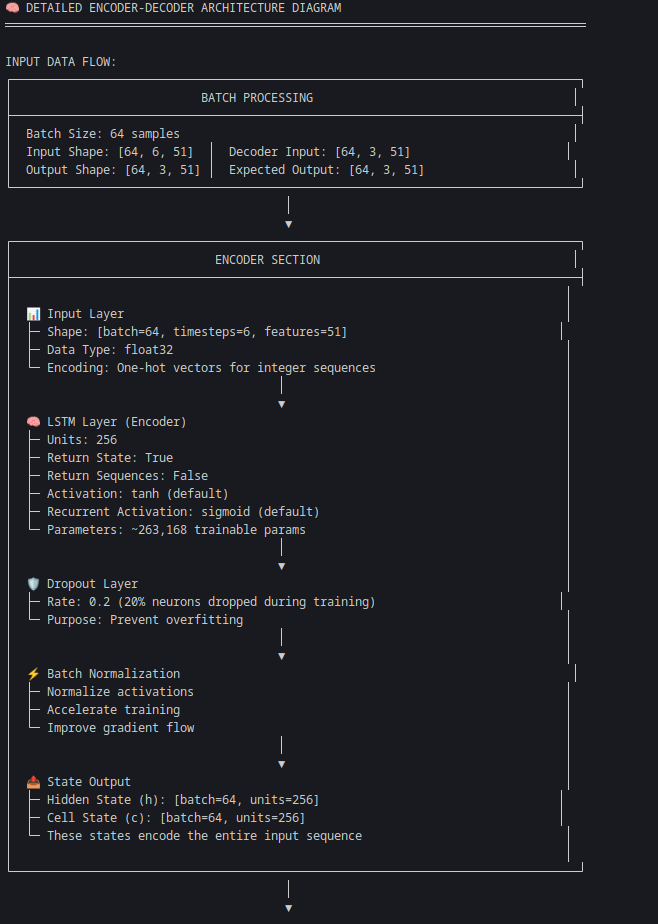 🧠 DETAILED ENCODER-DECODER ARCHITECTURE DIAGRAM
INPUT DATA FLOW:
BATCH PROCESSING
Batch Size: 64 samples
Input Shape: [64, 6, 51] │ Decoder Input: [64, 3, 51]
Output Shape: [64, 3, 51] │ Expected Output: [64, 3, 51]
▼
ENCODER SECTION
📊 Input Layer
├─ Shape: [batch=64, timesteps=6, features=51]
├─ Data Type: float32
└─ Encoding: One-hot vectors for integer sequences
▼
🧠 LSTM Layer (Encoder)
├─ Units: 256
├─ Return State: True
├─ Return Sequences: False
├─ Activation: tanh (default)
├─ Recurrent Activation: sigmoid (default)
└─ Parameters: ~263,168 trainable params
▼
🛡️ Dropout Layer
├─ Rate: 0.2 (20% neurons dropped during training)
└─ Purpose: Prevent overfitting
▼
⚡ Batch Normalization
├─ Normalize activations
├─ Accelerate training
└─ Improve gradient flow
▼
📤 State Output
├─ Hidden State (h): [batch=64, units=256]
├─ Cell State (c): [batch=64, units=256]
└─ These states encode the entire input sequence
▼